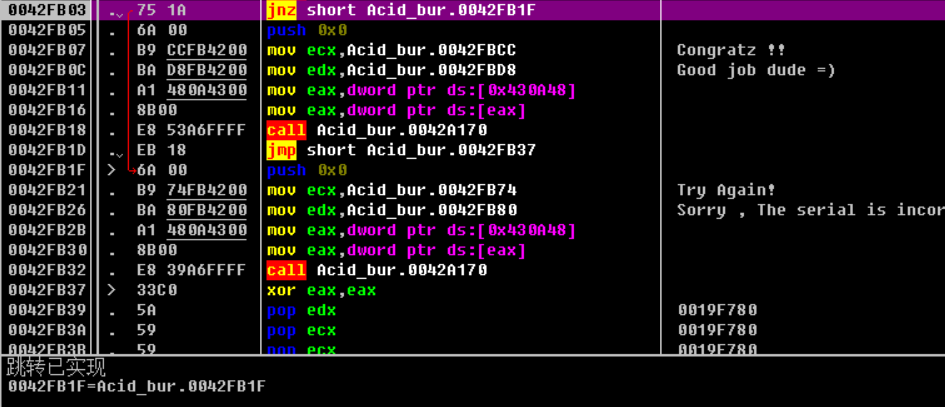 0042FB03 . 75 1A jnz short Acid_bur.0042FB1F
0042FB05 . 6A 00 push 0x0
0042FB07 . B9 CCFB4200 mov ecx,Acid_bur.0042FBCC Congratz !!
0042FB0C . BA D8FB4200 mov edx,Acid_bur.0042FBD8 Good job dude =)
0042FB11 . A1 480A4300 mov eax,dword ptr ds:[0x430A48]
0042FB16 . 8B00 mov eax,dword ptr ds:[eax]
0042FB18 . E8 53A6FFFF call Acid_bur.0042A170
0042FB1D . EB 18 jmp short Acid_bur.0042FB37
0042FB1F > 6A 00 push 0x0
0042FB21 . B9 74FB4200 mov ecx,Acid_bur.0042FB74 Try Again!
0042FB26 . BA 80FB4200 mov edx,Acid_bur.0042FB80 Sorry , The serial is incor
0042FB2B . A1 480A4300 mov eax,dword ptr ds:[0x430A48]
0042FB30 . 8B00 mov eax,dword ptr ds:[eax]
0042FB32 . E8 39A6FFFF call Acid_bur.0042A170
0042FB37 > 33C0 xor eax,eax
0042FB39 . 5A pop edx 0019F780
0042FB3A . 59 pop ecx 0019F780
0042FB3B . 59 pop ecx 0019F780
跳转已实现
0042FB1F=Acid_bur.0042FB1F